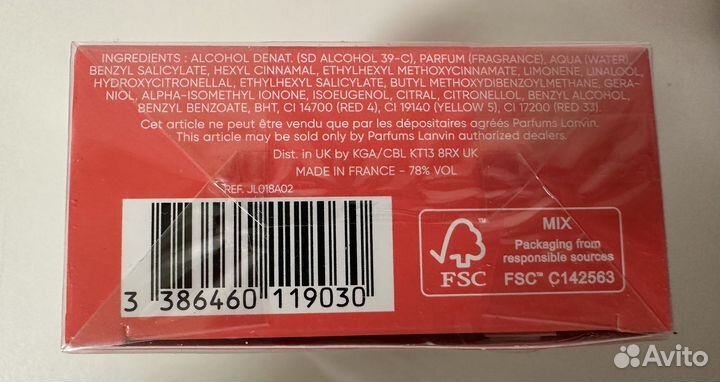 INGREDIENTS : ALCOHOL DENAT. (SD ALCOHOL 39-C), PARFUM (FRAGRANCE), AQUA (WATER),
BENZYL SALICYLATE, HEXYL CINNAMAL, ETHYLHEXYL METHOXYCINNAMATE, LIMONENE, LINALOOL,
HYDROXYCITRONELLAL, ETHYLHEXYL SALICYLATE, BUTYL METHOXYDIBENZOYLMETHANE, GERA-
NIOL, ALPHA-ISOMETHYL IONONE, ISOEUGENOL, CITRAL, CITRONELLOL, BENZYL ALCOHOL,
BENZYL BENZOATE, BHT, CI 14700 (RED 4), CI 19140 (YELLOW 5), CI 17200 (RED 33).
Cet article ne peut être vendu que par les dépositaires agréés Parfums Lanvin.
This article may be sold only by Parfums Lanvin authorized dealers.
Dist. in UK by KGA/CBL KT13 8RX UK
MADE IN FRANCE - 78% VOL
REF. JL018A02
3 386460 119030
FSC
MIX
Packaging from
responsible sources
FSC™ C142563
Avito